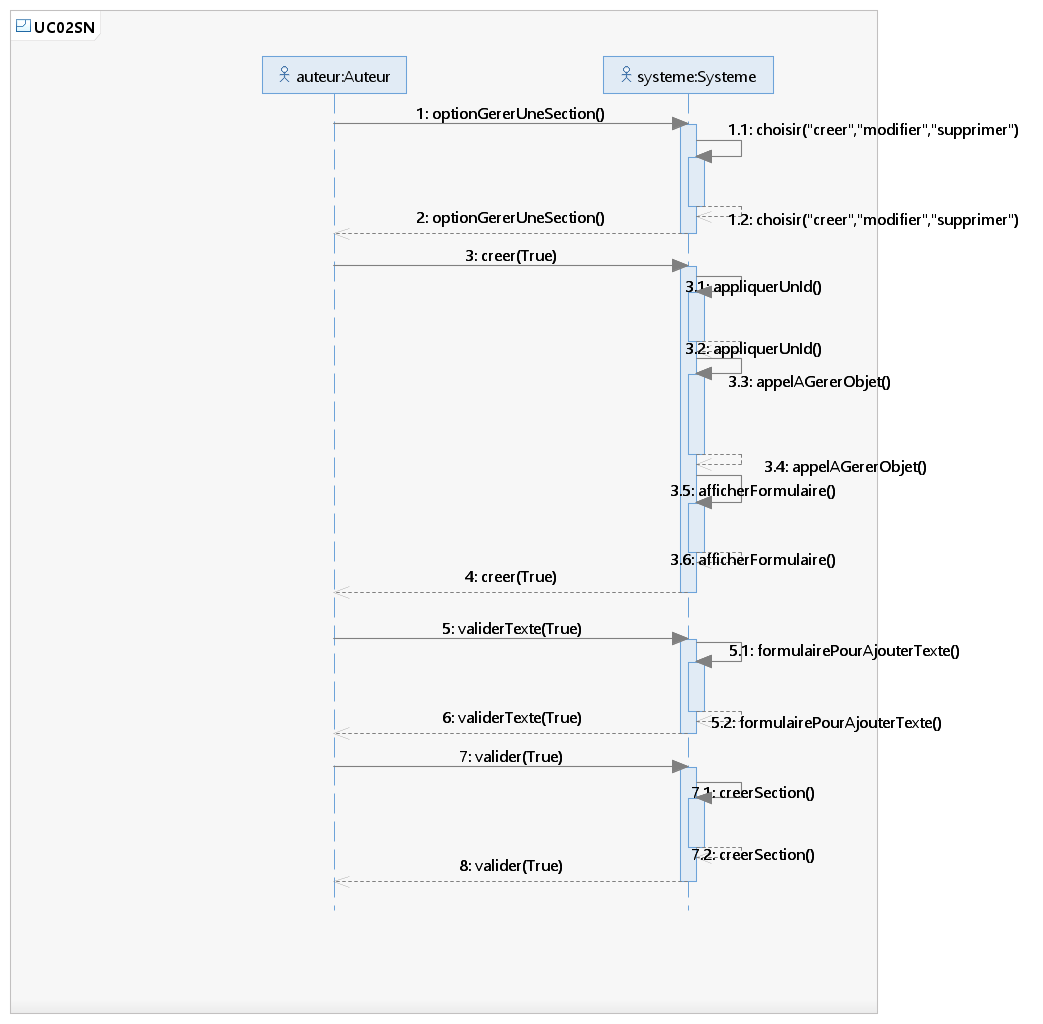 UC02SN
auteur:Auteur
systeme:Systeme
1: optionGererUneSection()
1.1: choisir("creer","modifier","supprimer")
2: optionGererUneSection()
1.2: choisir("creer","modifier","supprimer")
3: creer(True)
3.1: appliquerUnId()
3.2: appliquerUnId()
3.3: appelAGererObjet()
3.4: appelAGererObjet()
3.5: afficherFormulaire()
3.6: afficherFormulaire()
4: creer(True)
5: validerTexte(True)
5.1: formulairePourAjouterTexte()
6: validerTexte(True)
5.2: formulairePourAjouterTexte()
7: valider(True)
7.1: creerSection()
7.2: creerSection()
8: valider(True)